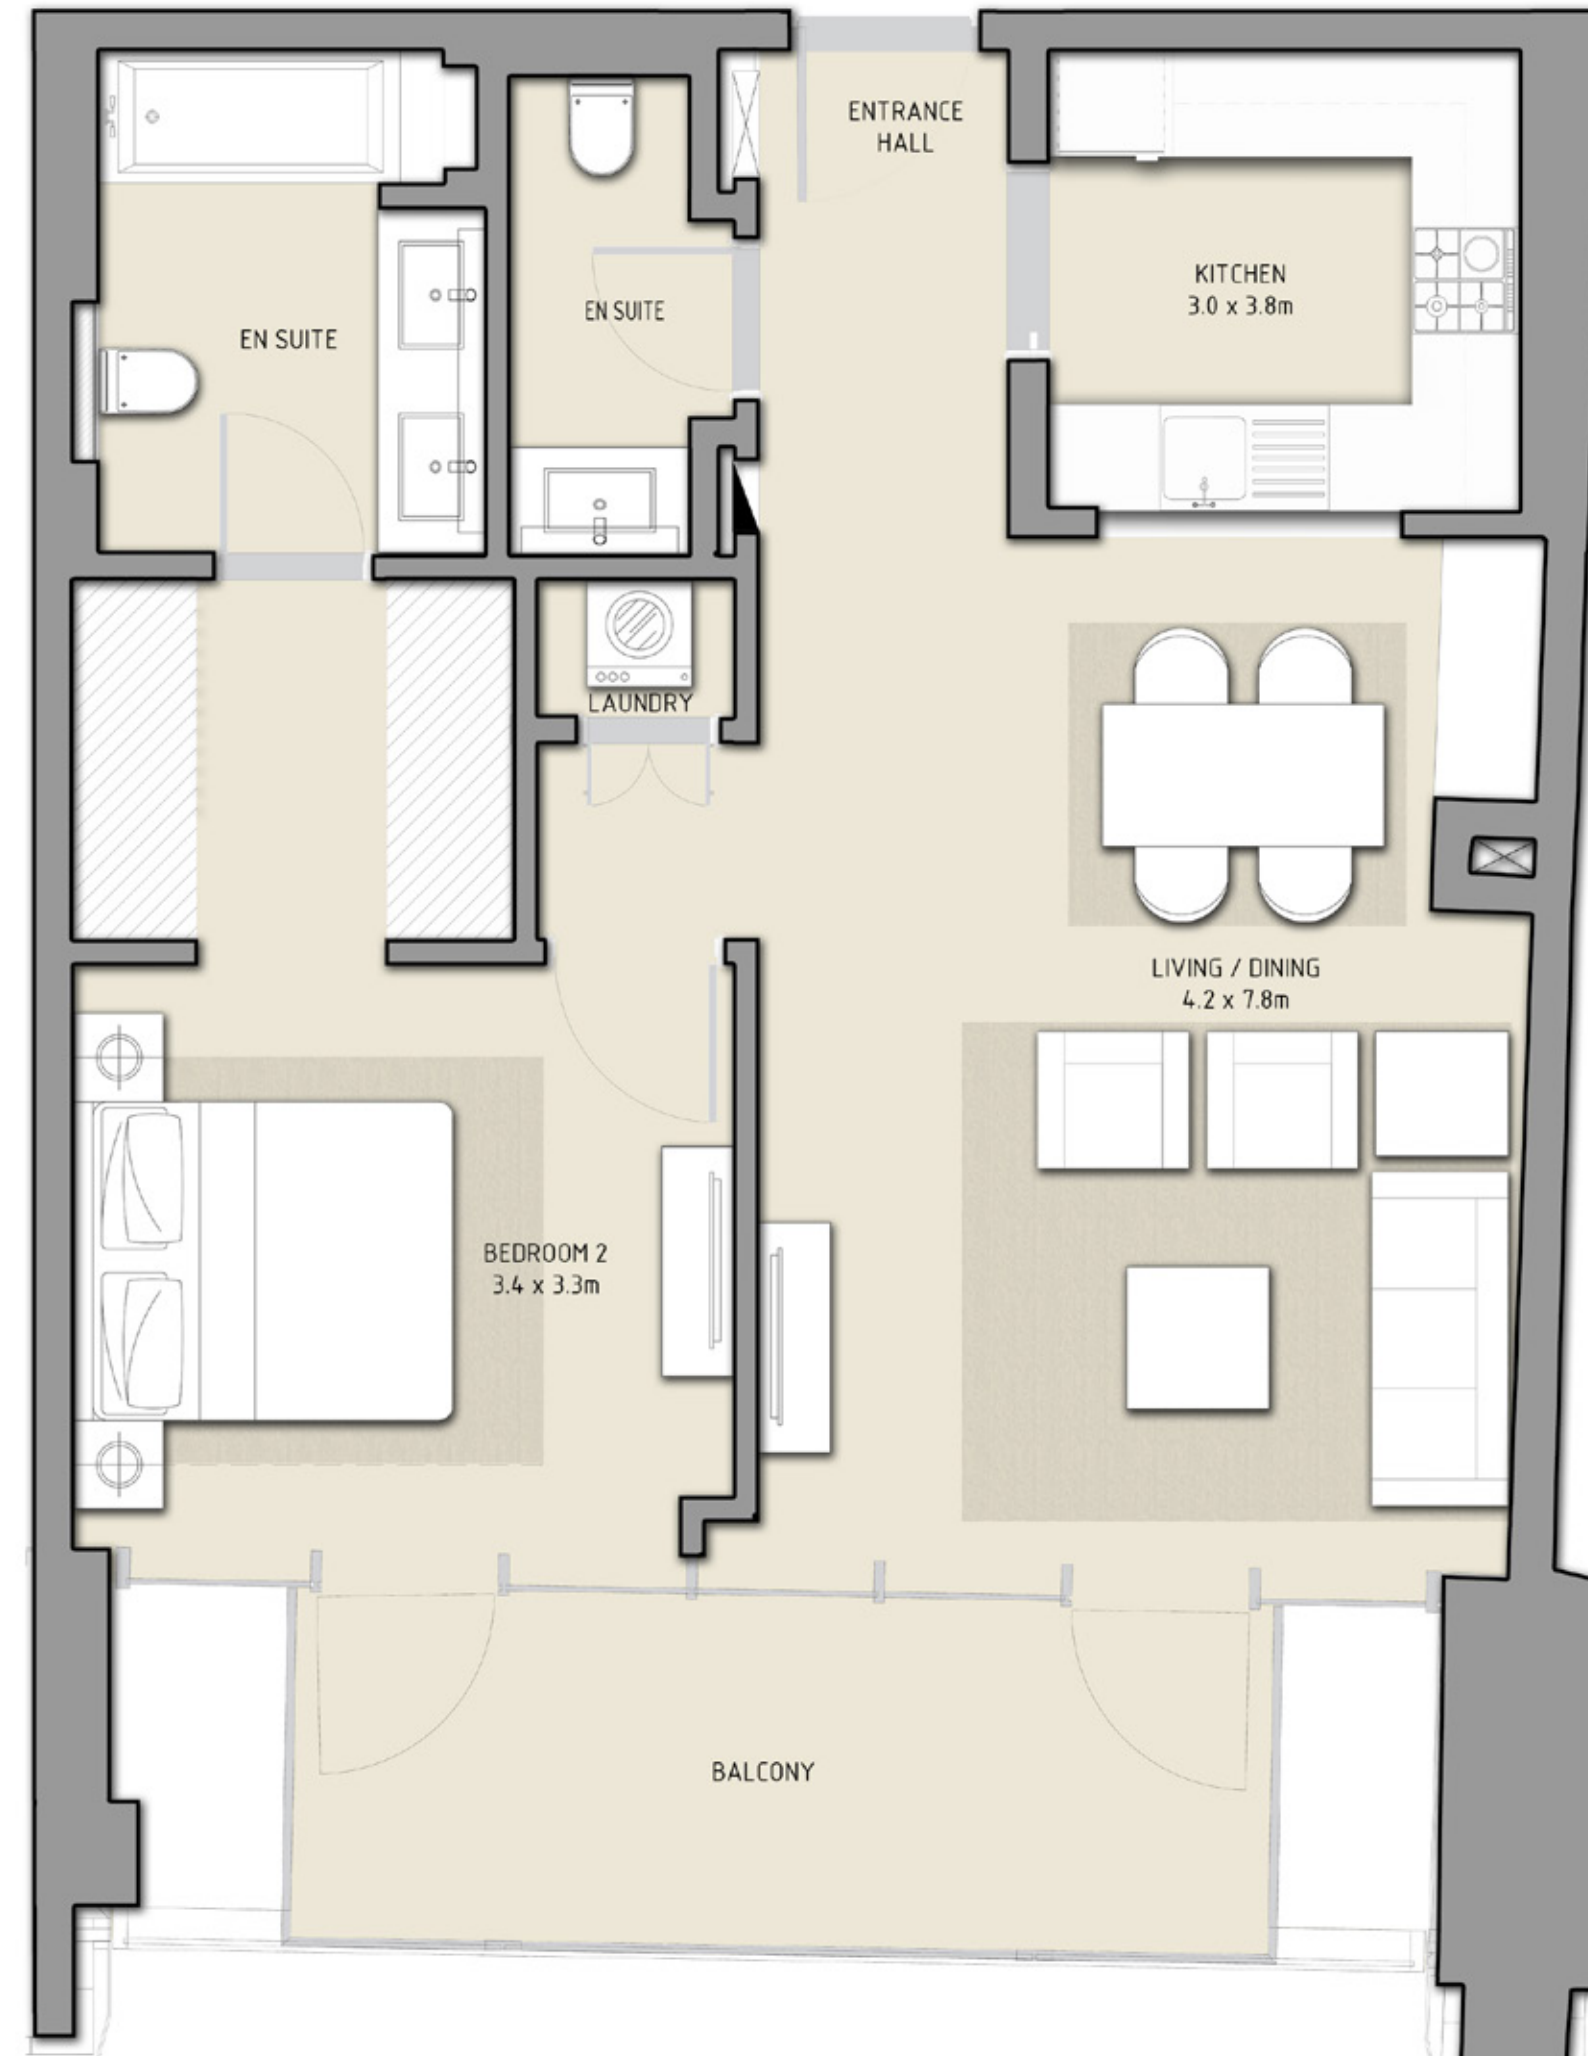 ENTRANCE
HALL
KITCHEN
3.0 x 3.8m
EN SUITE
EN SUITE
LAUNDRY
LIVING / DINING
4.2 x 7.8m
BEDROOM 2
3.4 x 3.3m
BALCONY